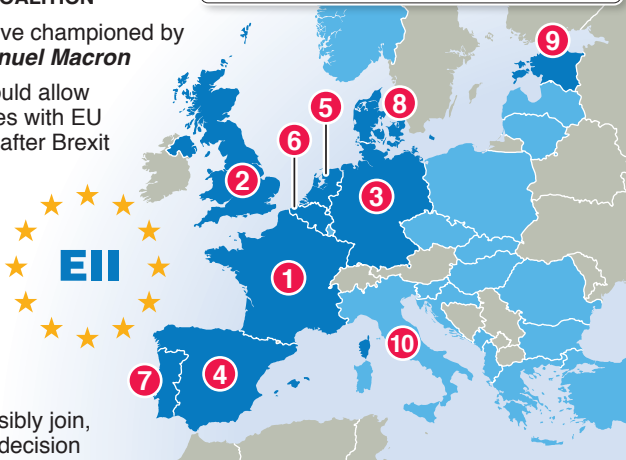 ve championed by
nuel Macron
uld allow
es with EU
after Brexit
EII
9
5
8
6
2
3
1
10
7
4
sibly join,
decision